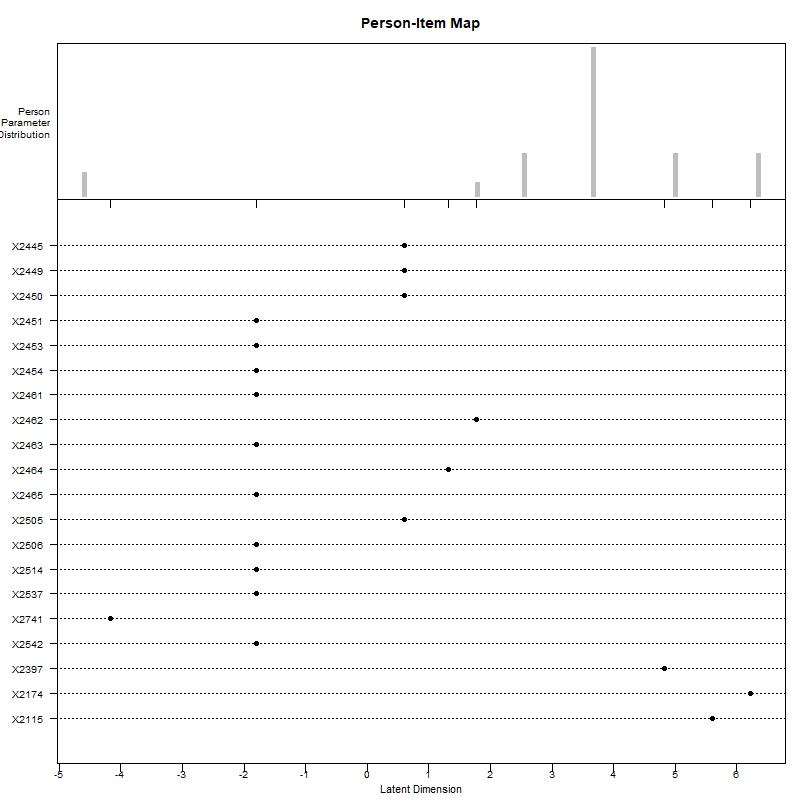 Person-Item Map
Person
Parameter
Distribution
X2445
X2449
X2450
X2451
X2453
X2454
X2461
X2462
X2463
X2464
X2465
X2505
X2506
X2514
X2537
X2741
X2542
X2397
X2174
X2115
-5 -4 -3 -2 -1 0 1 2 3 4 5 6
Latent Dimension